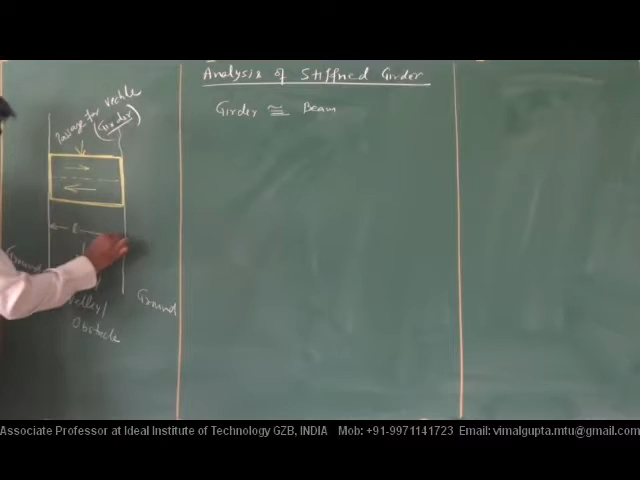 Analysis of Stiffned Girder
Girder ≅ Beam
Passage for vechile
(Girder)
l
Ground
Valley/
Obstacle
Ground
Associate Professor at Ideal Institute of Technology GZB, INDIA Mob: +91-9971141723 Email: vimalgupta.mtu@gmail.com